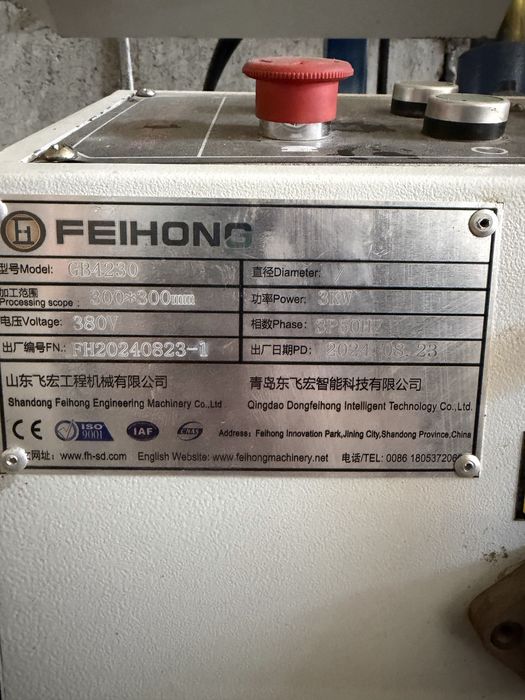 FEIHONG
型号Model: GB4230
直径Diameter: /
加工范围 Processing scope: 300*300mm
功率Power: 3KW
电压Voltage: 380V
相数Phase: 3P50HZ
出厂编号FN.: FH20240823-1
出厂日期PD: 2024.08.23
山东飞宏工程机械有限公司
青岛东飞宏智能科技有限公司
Shandong Feihong Engineering Machinery Co.,Ltd
Qingdao Dongfeihong Intelligent Technology Co.,Ltd.
CE ISO 9001 IAF CNAS Address: Feihong Innovation Park,Jining City,Shandong Province,China
网址: www.fh-sd.com English Website: www.feihongmachinery.net 电话/TEL: 0086 180537206